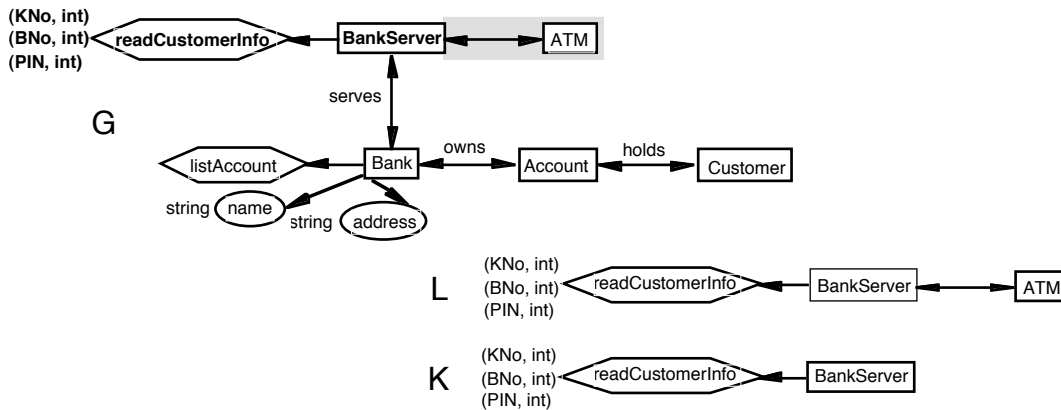 (KNo, int)
(BNo, int)
(PIN, int)
readCustomerInfo
BankServer
ATM
serves
G
listAccount
Bank
owns
Account
holds
Customer
string
name
string
address
L
(KNo, int)
(BNo, int)
(PIN, int)
readCustomerInfo
BankServer
ATM
K
(KNo, int)
(BNo, int)
(PIN, int)
readCustomerInfo
BankServer